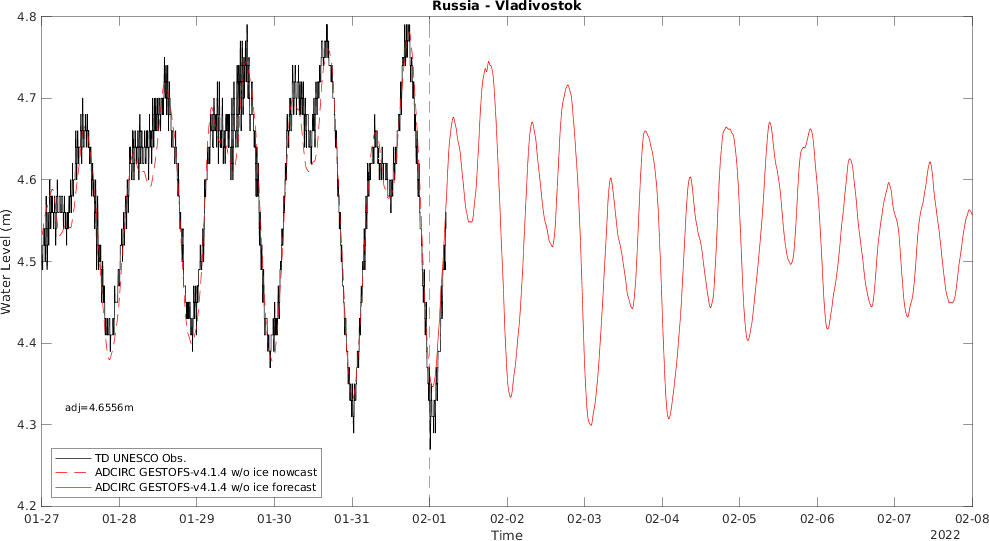 Russia - Vladivostok
Water Level (m)
4.8
4.7
4.6
4.5
4.4
4.3
4.2
adj=4.6556m
TD UNESCO Obs.
ADCIRC GESTOFS-v4.1.4 w/o ice nowcast
ADCIRC GESTOFS-v4.1.4 w/o ice forecast
01-27 01-28 01-29 01-30 01-31 02-01 02-02 02-03 02-04 02-05 02-06 02-07 02-08
Time
2022